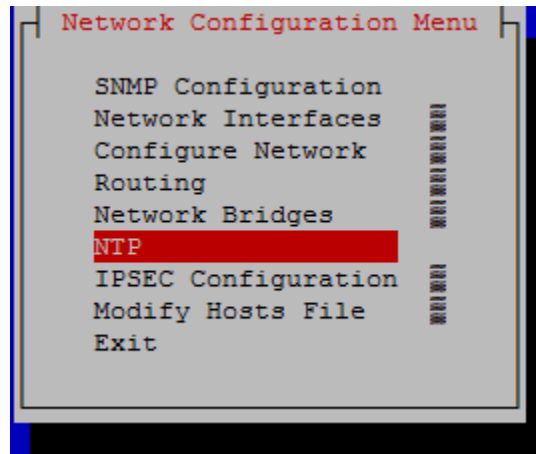 Network Configuration Menu
SNMP Configuration
Network Interfaces
Configure Network
Routing
Network Bridges
NTP
IPSEC Configuration
Modify Hosts File
Exit